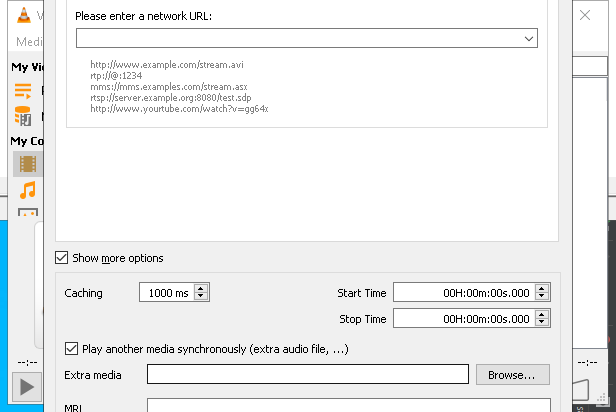 V
Please enter a network URL:
Medi
http://www.example.com/stream.avi
rtp://@:1234
mms://mms.examples.com/stream.asx
rtsp://server.example.org:8080/test.sdp
http://www.yourtube.com/watch?v=gg64x
My Vi
My Co
Show more options
Caching
1000 ms
Start Time
00H:00m:00s.000
Stop Time
00H:00m:00s.000
Play another media synchronously (extra audio file, ...)
--:--
--:--
Extra media
Browse...
MRL